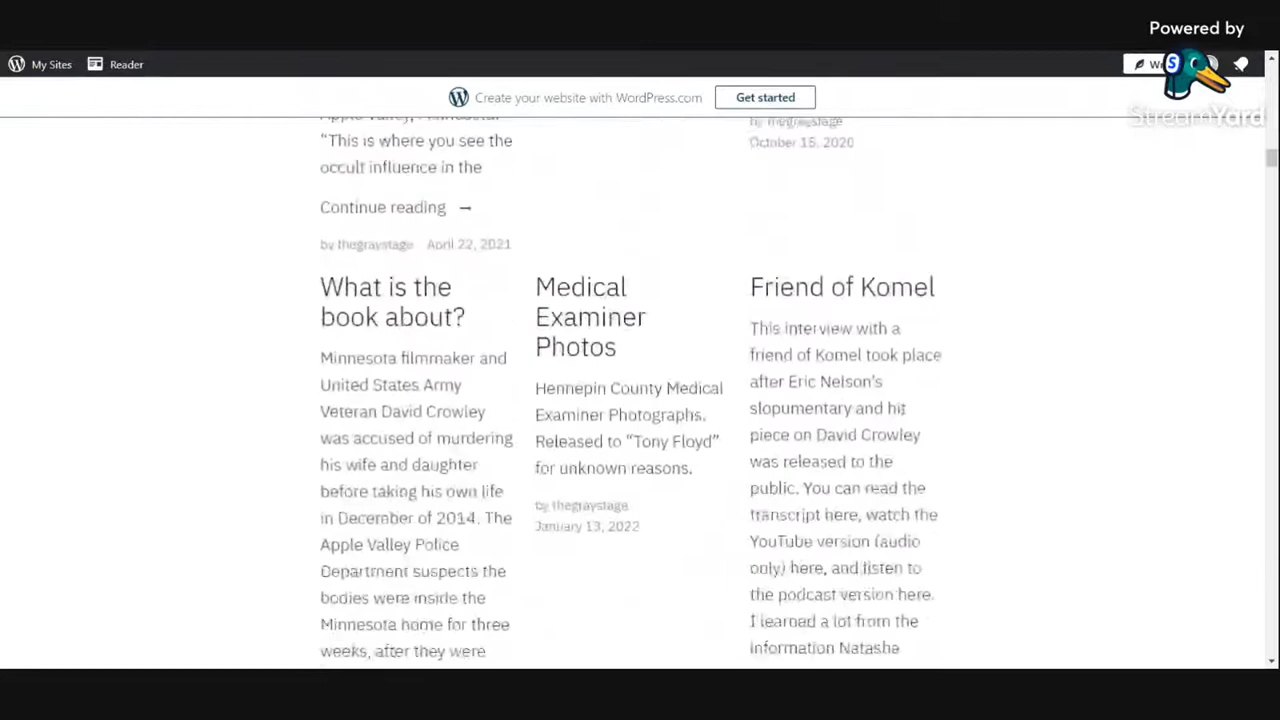 Powered by
My Sites
Reader
StreamYard
Create your website with WordPress.com
Get started
Apple Valley, Minnesota.
"This is where you see the
occult influence in the
Continue reading →
by thegraystage April 22, 2021
by thegraystage
October 15, 2020
What is the
book about?
Minnesota filmmaker and
United States Army
Veteran David Crowley
was accused of murdering
his wife and daughter
before taking his own life
in December of 2014. The
Apple Valley Police
Department suspects the
bodies were inside the
Minnesota home for three
weeks, after they were
Medical
Examiner
Photos
Hennepin County Medical
Examiner Photographs.
Released to "Tony Floyd"
for unknown reasons.
by thegraystage
January 13, 2022
Friend of Komel
This interview with a
friend of Komel took place
after Eric Nelson's
slopumentary and hit
piece on David Crowley
was released to the
public. You can read the
transcript here, watch the
YouTube version (audio
only) here, and listen to
the podcast version here.
I learned a lot from the
information Natasha